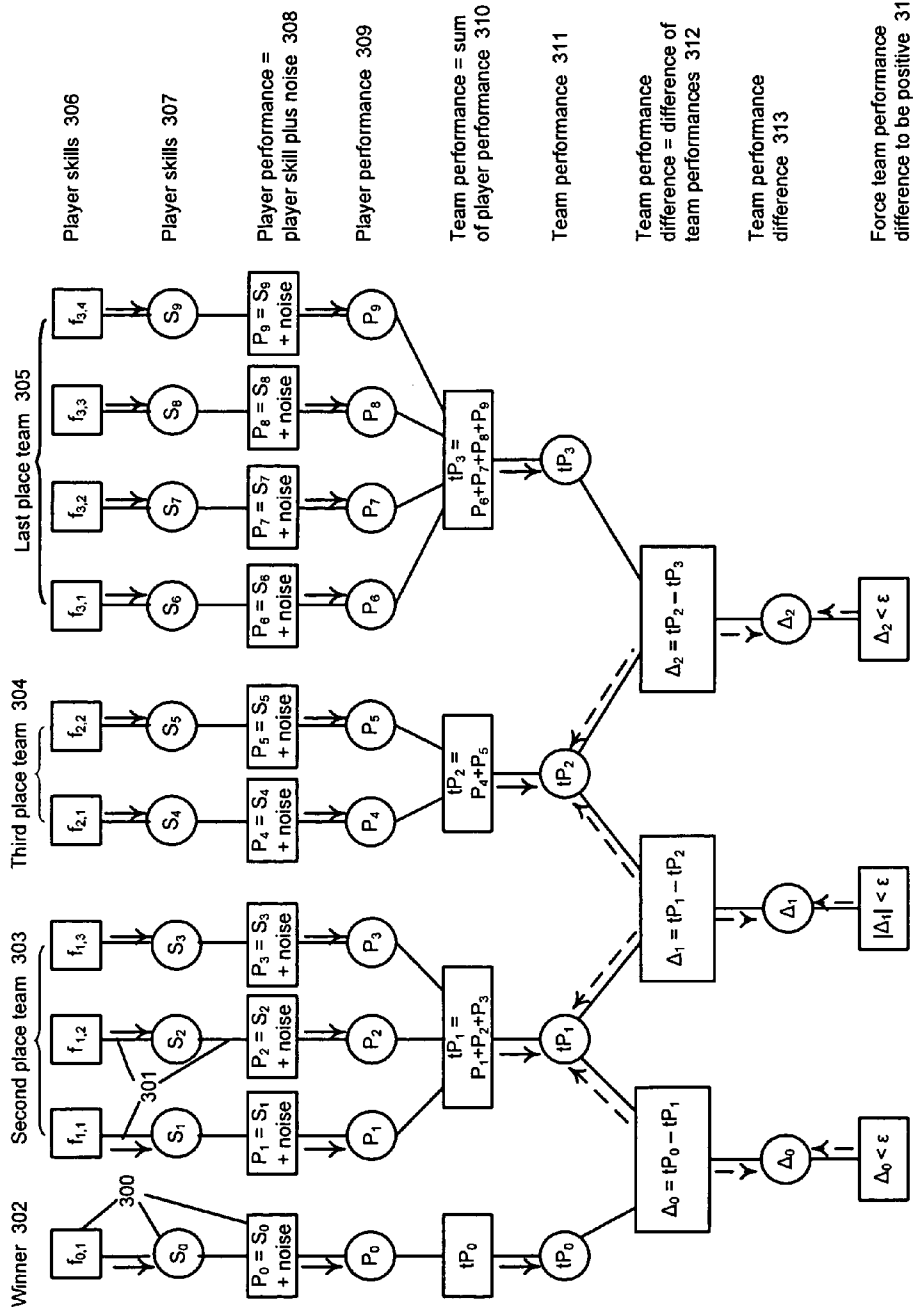 Winner 302
Second place team 303
Third place team 304
Last place team 305
f0,1
f1,1
f1,2
f1,3
f2,1
f2,2
f3,1
f3,2
f3,3
f3,4
Player skills 306
300
301
S0
S1
S2
S3
S4
S5
S6
S7
S8
S9
Player skills 307
P0 = S0
+ noise
P1 = S1
+ noise
P2 = S2
+ noise
P3 = S3
+ noise
P4 = S4
+ noise
P5 = S5
+ noise
P6 = S6
+ noise
P7 = S7
+ noise
P8 = S8
+ noise
P9 = S9
+ noise
Player performance =
player skill plus noise 308
P0
P1
P2
P3
P4
P5
P6
P7
P8
P9
Player performance 309
tP0
tP1 =
P1+P2+P3
tP2 =
P4+P5
tP3 =
P6+P7+P8+P9
Team performance = sum
of player performance 310
tP0
tP1
tP2
tP3
Team performance 311
Δ0 = tP0 – tP1
Δ1 = tP1 – tP2
Δ2 = tP2 – tP3
Team performance
difference = difference of
team performances 312
Δ0
Δ1
Δ2
Team performance
difference 313
Δ0 < ε
|Δ1| < ε
Δ2 < ε
Force team performance
difference to be positive 31